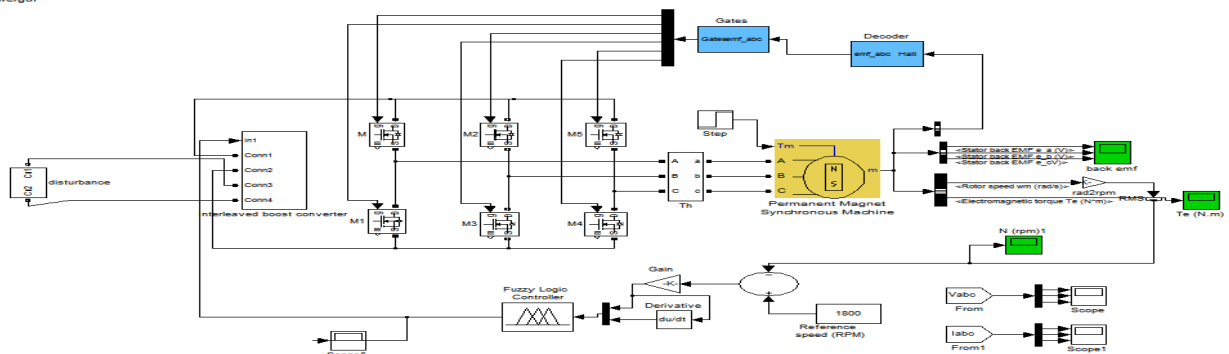 Gates
Gates emf_abc
Decoder
emf_abc Hall
M
M2
M5
Step
Tm
In1
Conn1
Conn2
Conn3
Conn4
disturbance
interleaved boost converter
A a
B b
C c
Th
A
B
C
m
N
S
Permanent Magnet
Synchronous Machine
<Stator back EMF e_a (V)>
<Stator back EMF e_b (V)>
<Stator back EMF e_c (V)>
back emf
<Rotor speed wm (rad/s)>
rad2rpm
<Electromagnetic torque Te (N*m)>
RMS
Te (N.m)
M1
M3
M4
N (rpm)1
Gain
-K-
Fuzzy Logic
Controller
Derivative
du/dt
1800
Reference
speed (RPM)
Vabc
From
Scope
Iabc
From1
Scope1